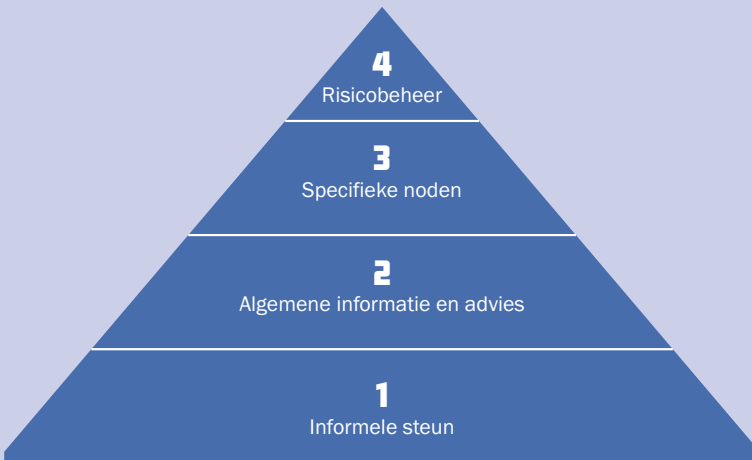 4
Risicobeheer
3
Specifieke noden
2
Algemene informatie en advies
1
Informele steun